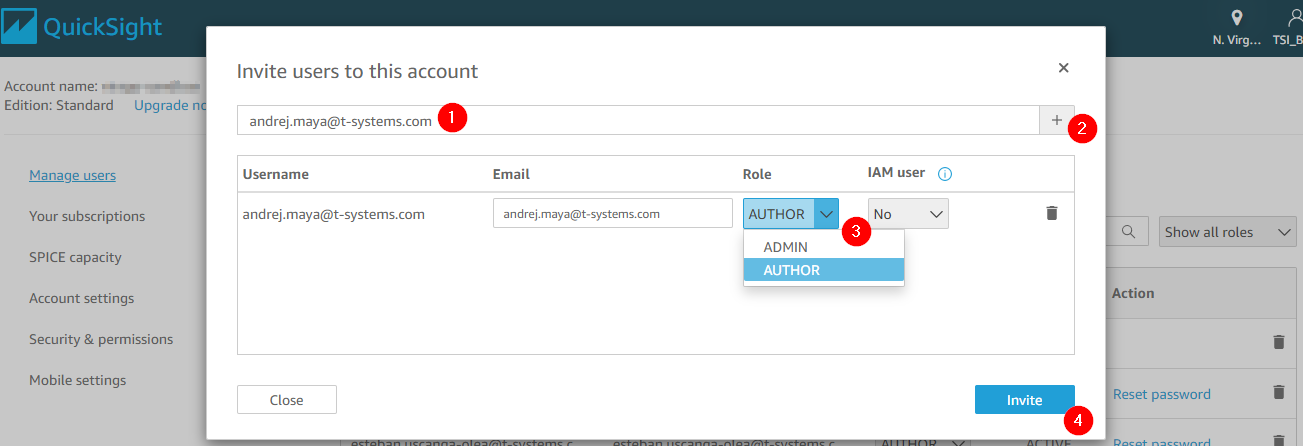 QuickSight
N. Virg...
TSI_B
Account name:
Edition: Standard Upgrade no
Manage users
Your subscriptions
SPICE capacity
Account settings
Security & permissions
Mobile settings
Invite users to this account
andrej.maya@t-systems.com 1
+ 2
Username Email Role IAM user
andrej.maya@t-systems.com andrej.maya@t-systems.com AUTHOR No
3
ADMIN
AUTHOR
Close Invite
4
Show all roles
Action
Reset password
Reset password
esteban.uscanga-olea@t-systems.c esteban.uscanga-olea@t-systems.c AUTHOR ACTIVE